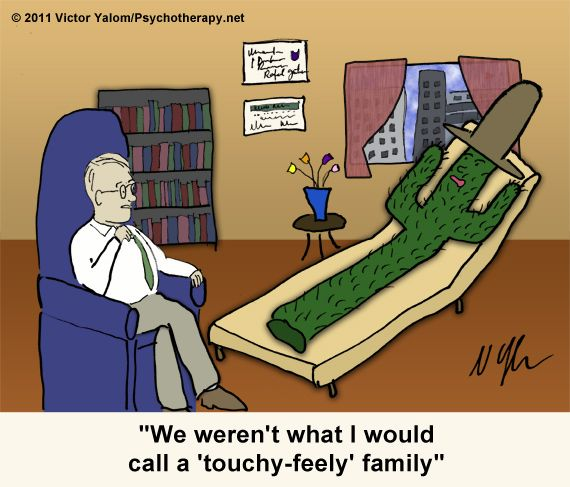 © 2011 Victor Yalom/Psychotherapy.net
"We weren't what I would
call a 'touchy-feely' family"